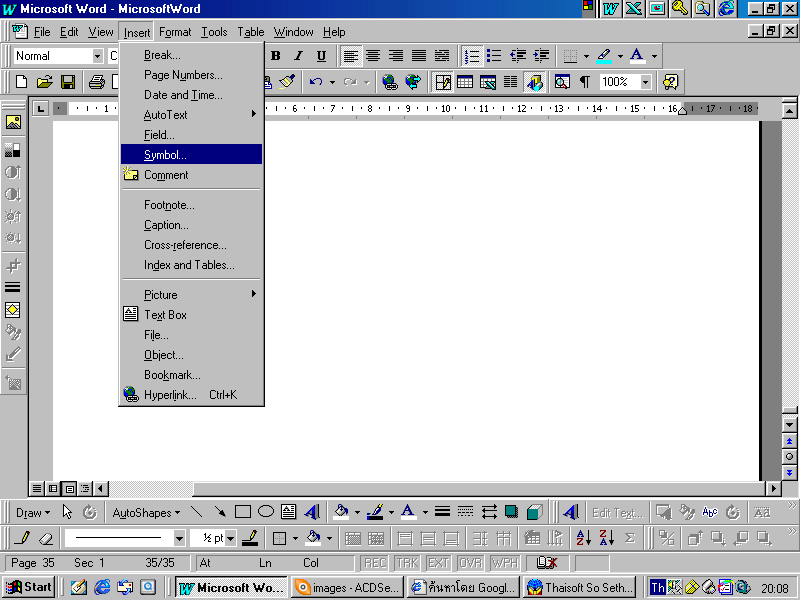 Microsoft Word - MicrosoftWord
File Edit View Insert Format Tools Table Window Help
Normal
B I U
100%
Break...
Page Numbers...
Date and Time...
AutoText
Field...
Symbol...
Comment
Footnote...
Caption...
Cross-reference...
Index and Tables...
Picture
Text Box
File...
Object...
Bookmark...
Hyperlink... Ctrl+K
1 6 7 8 9 10 11 12 13 14 15 16 17 18
Draw AutoShapes Edit Text...
½ pt
Page 35 Sec 1 35/35 At Ln Col REC TRK EXT OVR WPH
Start Microsoft Wo... images - ACDSe... ค้นหาโดย Googl... Thaisoft So Seth... Th 20:08